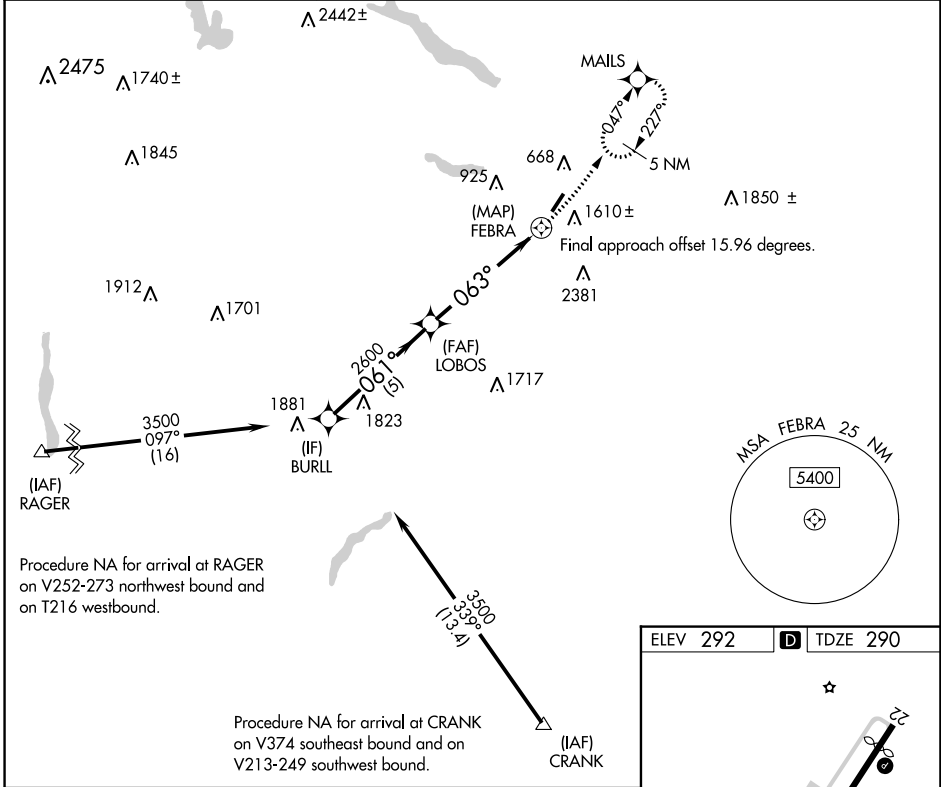 2442±
2475
1740±
MAILS
047°
227°
5 NM
1845
668
925
(MAP)
FEBRA
1610±
1850 ±
Final approach offset 15.96 degrees.
2381
1912
1701
063°
(FAF)
LOBOS
2600
061°
(5)
1717
1881
1823
(IF)
BURLL
3500
097°
(16)
(IAF)
RAGER
MSA FEBRA 25 NM
5400
Procedure NA for arrival at RAGER
on V252-273 northwest bound and
on T216 westbound.
3500
339°
(13.4)
(IAF)
CRANK
Procedure NA for arrival at CRANK
on V374 southeast bound and on
V213-249 southwest bound.
ELEV 292 D TDZE 290
22
P